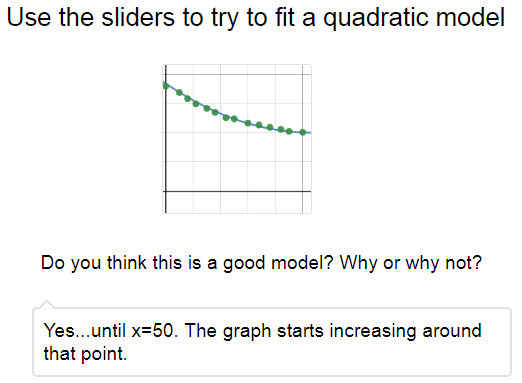 Use the sliders to try to fit a quadratic model
Do you think this is a good model? Why or why not?
Yes...until x=50. The graph starts increasing around
that point.